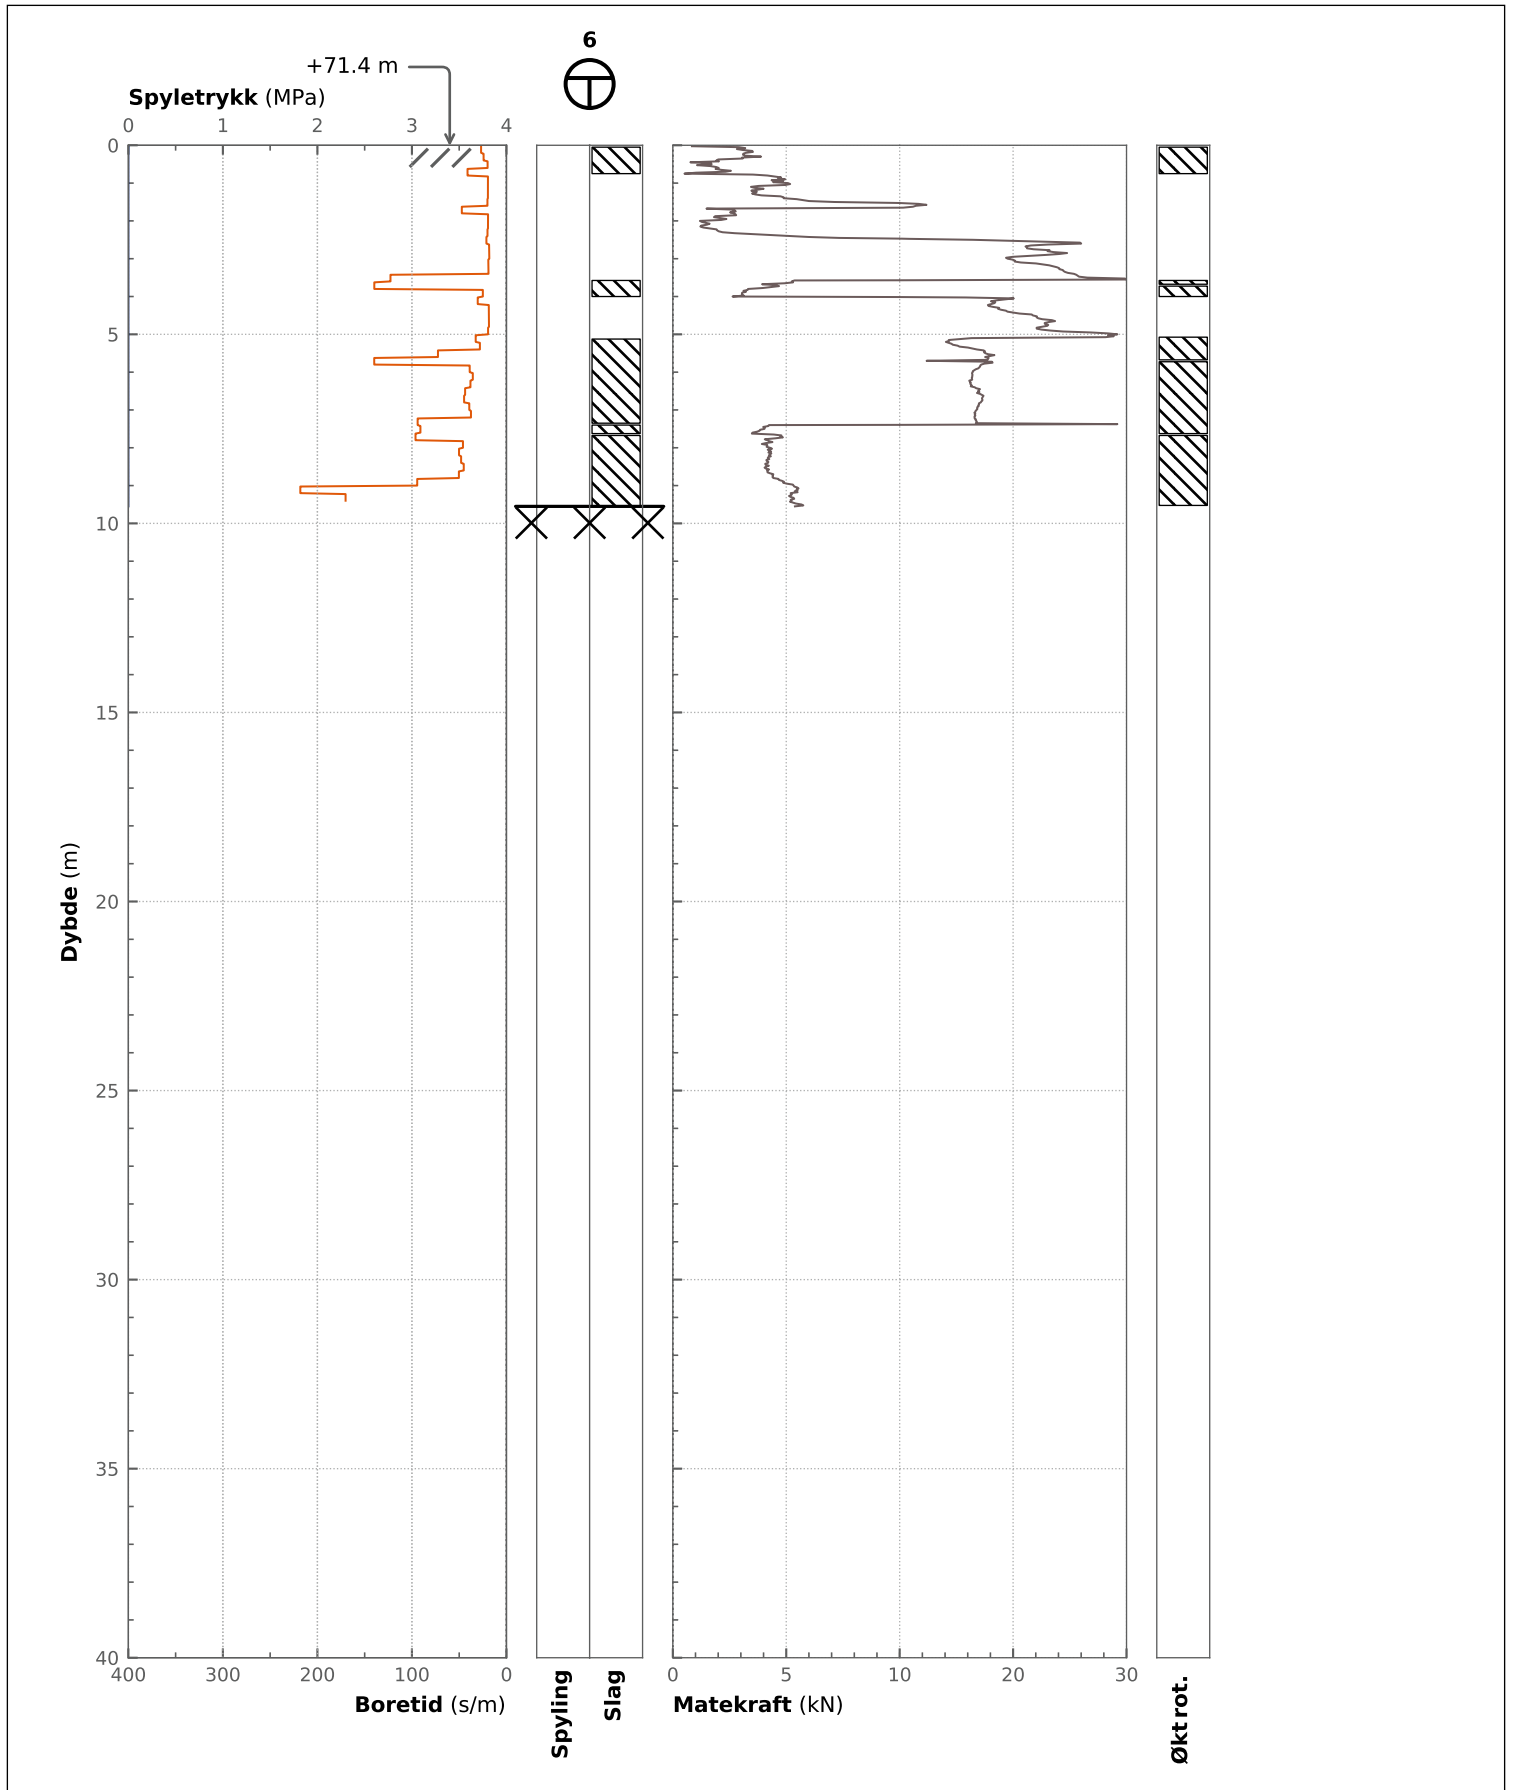 6
+71.4 m
Spyletrykk (MPa)
0 1 2 3 4
0
5
10
15
20
25
30
35
40
Dybde (m)
400 300 200 100 0
Boretid (s/m)
Spyling
Slag
0 5 10 20 30
Matekraft (kN)
Økt rot.